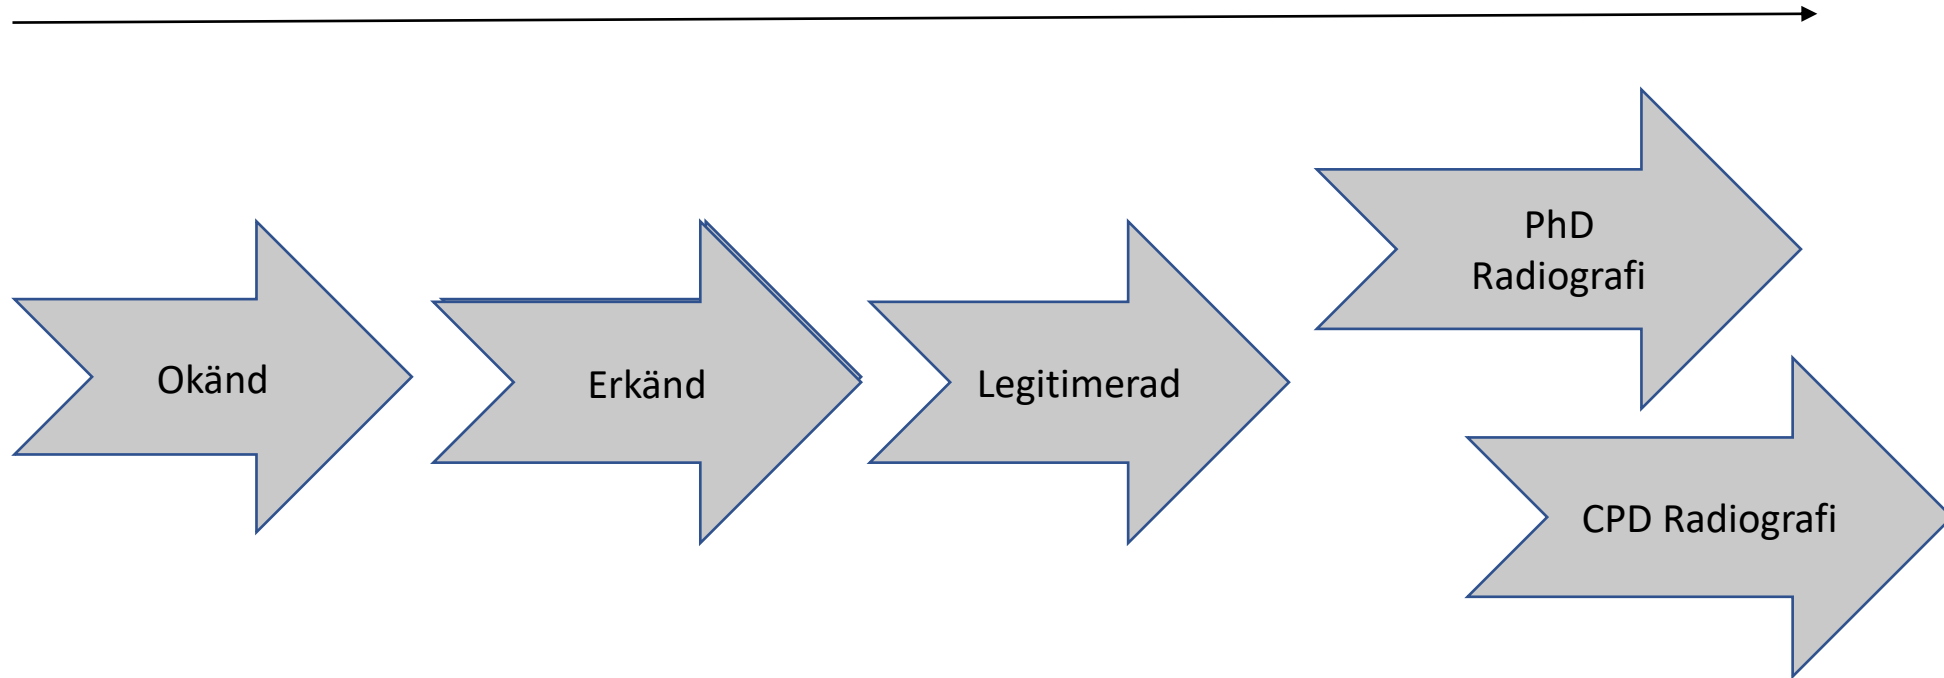 Okänd
Erkänd
Legitimerad
PhD
Radiografi
CPD Radiografi